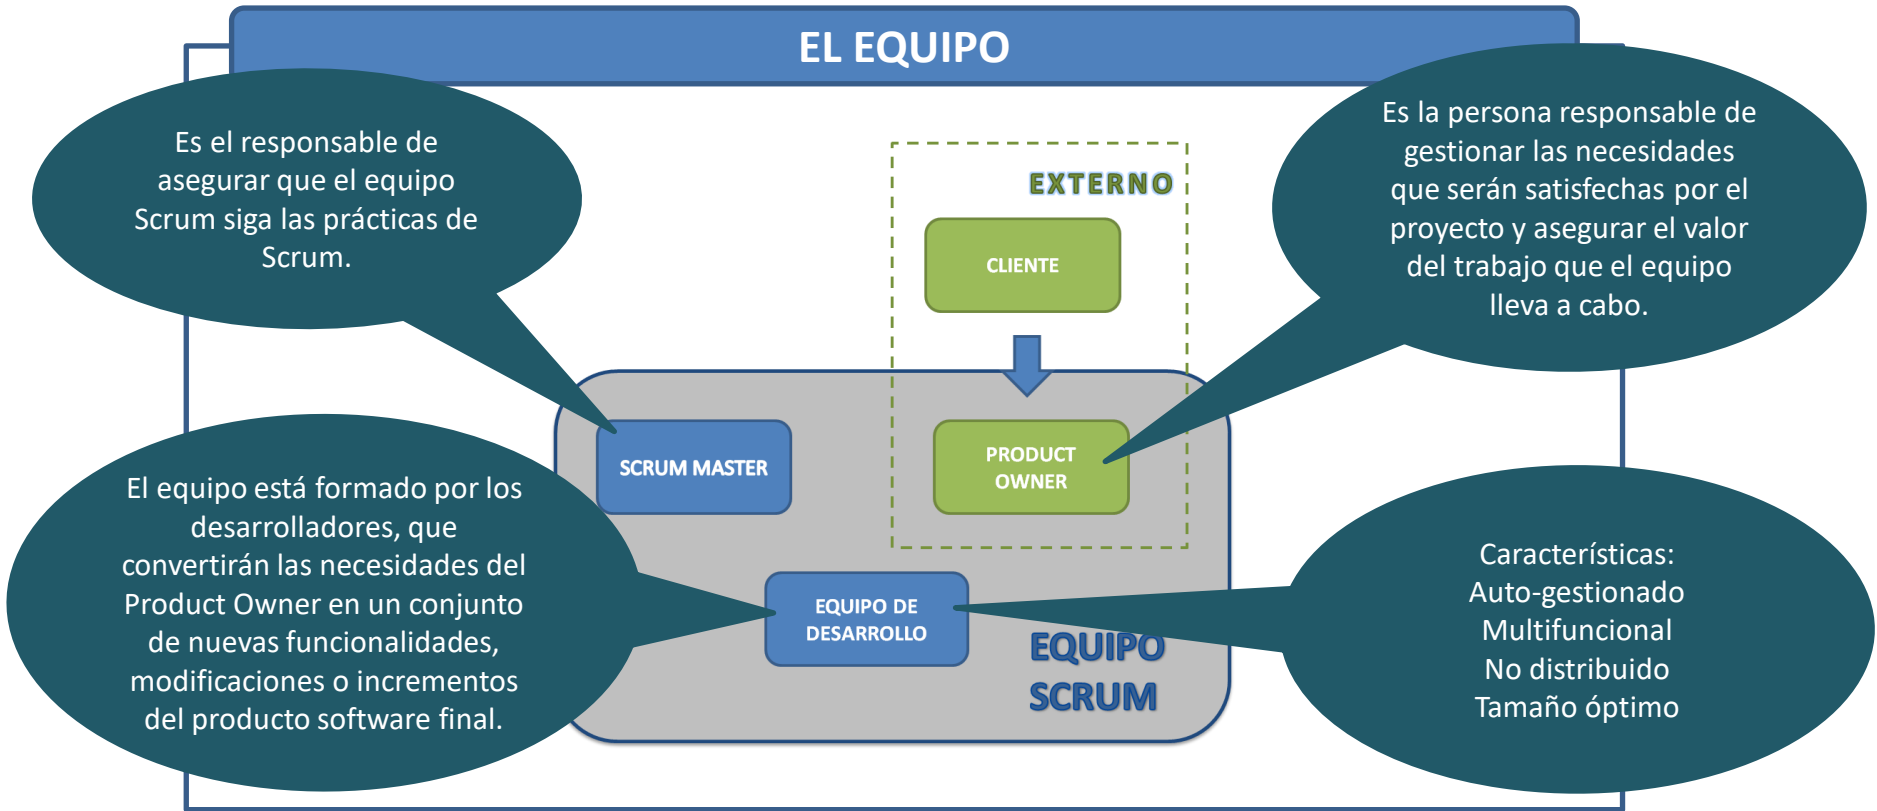 EL EQUIPO
Es el responsable de
asegurar que el equipo
Scrum siga las prácticas de
Scrum.
Es la persona responsable de
gestionar las necesidades
que serán satisfechas por el
proyecto y asegurar el valor
del trabajo que el equipo
lleva a cabo.
EXTERNO
CLIENTE
SCRUM MASTER
PRODUCT
OWNER
El equipo está formado por los
desarrolladores, que
convertirán las necesidades del
Product Owner en un conjunto
de nuevas funcionalidades,
modificaciones o incrementos
del producto software final.
EQUIPO DE
DESARROLLO
EQUIPO
SCRUM
Características:
Auto-gestionado
Multifuncional
No distribuido
Tamaño óptimo